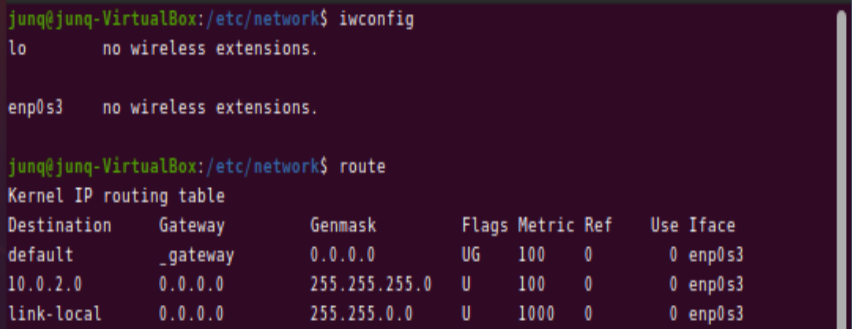 junq@junq-VirtualBox:/etc/network$ iwconfig
lo        no wireless extensions.
enp0s3    no wireless extensions.
junq@junq-VirtualBox:/etc/network$ route
Kernel IP routing table
Destination     Gateway         Genmask         Flags Metric Ref    Use Iface
default         _gateway        0.0.0.0         UG    100    0        0 enp0s3
10.0.2.0        0.0.0.0         255.255.255.0   U     100    0        0 enp0s3
link-local      0.0.0.0         255.255.0.0     U     1000   0        0 enp0s3